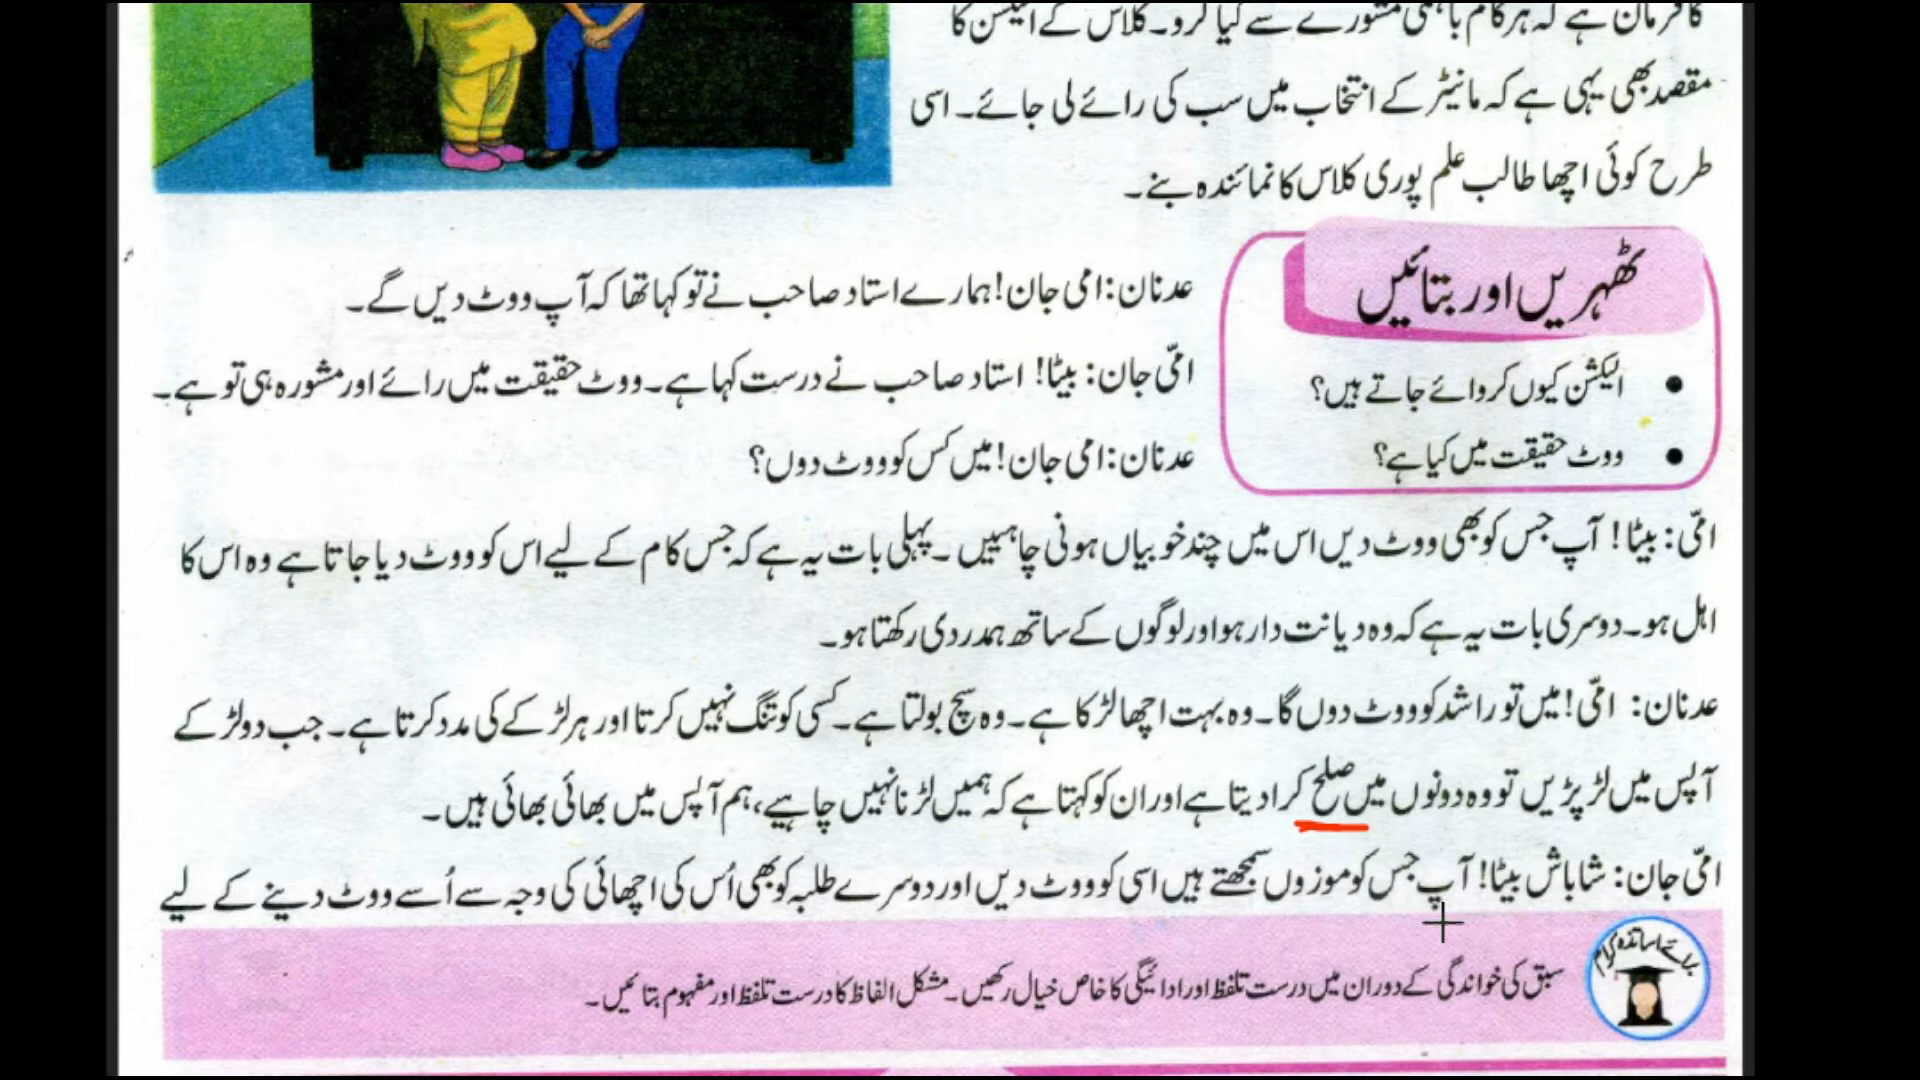 کا فرمان ہے کہ ہر کام باہمی مشورے سے کیا کرو۔ کلاس کے الیکشن کا
مقصد بھی یہی ہے کہ مانیٹر کے انتخاب میں سب کی رائے لی جائے۔ اسی
طرح کوئی اچھا طالب علم پوری کلاس کا نمائندہ بنے۔
ٹھہریں اور بتائیں
• الیکشن کیوں کروائے جاتے ہیں؟
• ووٹ حقیقت میں کیا ہے؟
عدنان: امی جان! ہمارے استاد صاحب نے تو کہا تھا کہ آپ ووٹ دیں گے۔
امّی جان: بیٹا! استاد صاحب نے درست کہا ہے۔ ووٹ حقیقت میں رائے اور مشورہ ہی تو ہے۔
عدنان: امی جان! میں کس کو ووٹ دوں؟
امّی: بیٹا! آپ جس کو بھی ووٹ دیں اس میں چند خوبیاں ہونی چاہییں۔ پہلی بات یہ ہے کہ جس کام کے لیے اس کو ووٹ دیا جاتا ہے وہ اس کا
اہل ہو۔ دوسری بات یہ ہے کہ وہ دیانت دار ہو اور لوگوں کے ساتھ ہمدردی رکھتا ہو۔
عدنان: امّی! میں تو راشد کو ووٹ دوں گا۔ وہ بہت اچھا لڑکا ہے۔ وہ سچ بولتا ہے۔ کسی کو تنگ نہیں کرتا اور ہر لڑکے کی مدد کرتا ہے۔ جب دو لڑکے
آپس میں لڑ پڑیں تو وہ دونوں میں صلح کرا دیتا ہے اور ان کو کہتا ہے کہ ہمیں لڑنا نہیں چاہیے، ہم آپس میں بھائی بھائی ہیں۔
امّی جان: شاباش بیٹا! آپ جس کو موزوں سمجھتے ہیں اسی کو ووٹ دیں اور دوسرے طلبہ کو بھی اُس کی اچھائی کی وجہ سے اُسے ووٹ دینے کے لیے
برائے اساتذہ کرام
سبق کی خواندگی کے دوران میں درست تلفظ اور ادائیگی کا خاص خیال رکھیں۔ مشکل الفاظ کا درست تلفظ اور مفہوم بتائیں۔